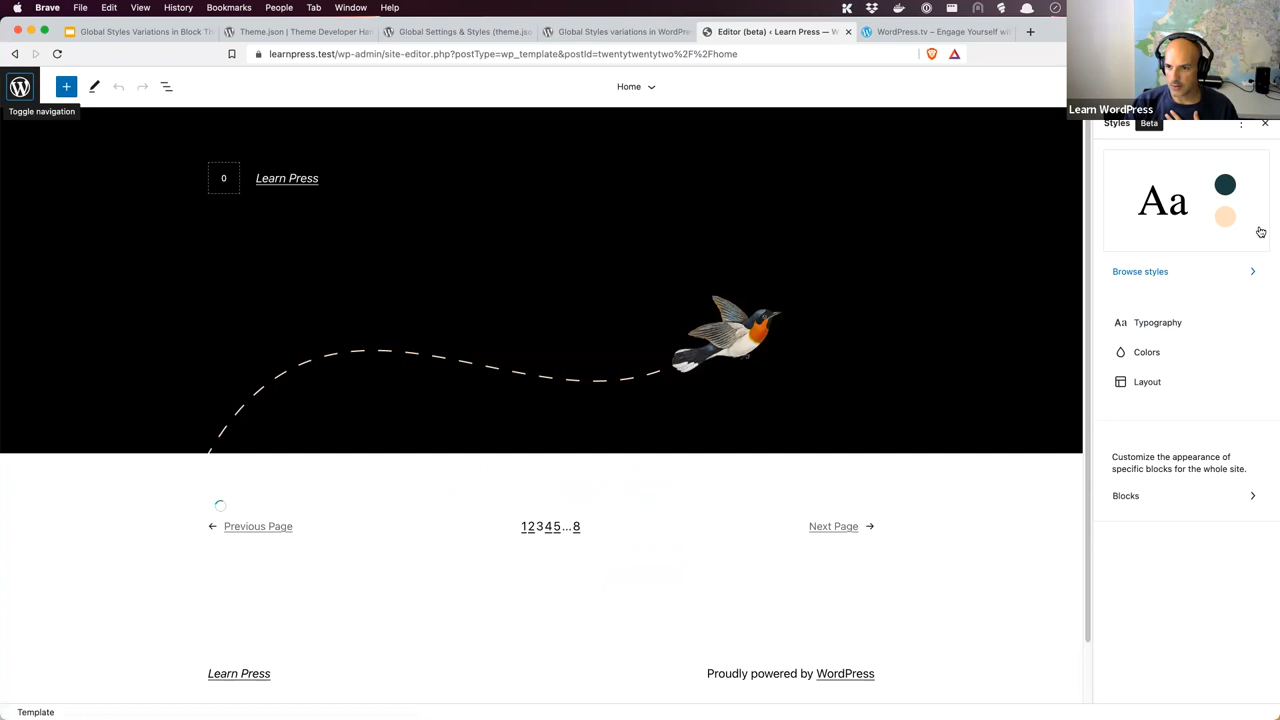 Brave File Edit View History Bookmarks People Tab Window Help
Global Styles Variations in Block T
Theme.json | Theme Developer Han
Global Settings & Styles (theme.jso
Global Styles variations in WordPre
Editor (beta) ‹ Learn Press — W
WordPress.tv – Engage Yourself wi
learnpress.test/wp-admin/site-editor.php?postType=wp_template&postId=twentytwentytwo%2F%2Fhome
Home
Toggle navigation
Learn WordPress
Styles Beta
0 Learn Press
Aa
Browse styles
Aa Typography
Colors
Layout
Customize the appearance of
specific blocks for the whole site.
Blocks
← Previous Page
12345...8
Next Page →
Learn Press
Proudly powered by WordPress
Template